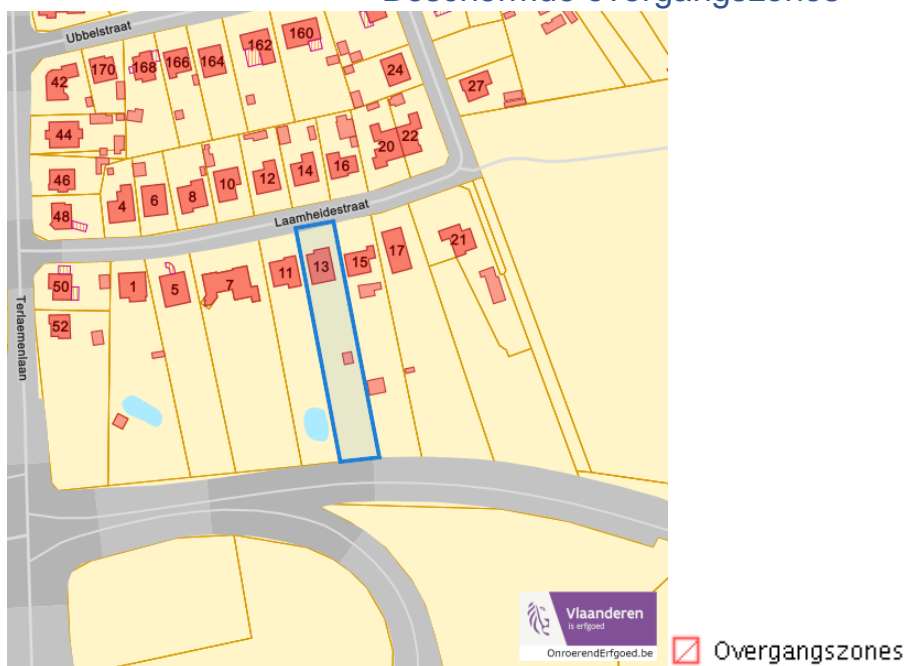 Beschermde overgangszones
Ubbelstraat
42 170 168 166 164 162 160 24 27
44 20 22
46 4 6 8 10 12 14 16
48
Laamheidestraat
50 1 5 7 11 13 15 17 21
52
Terlaemenlaan
Vlaanderen
is erfgoed
OnroerendErfgoed.be
Overgangszones